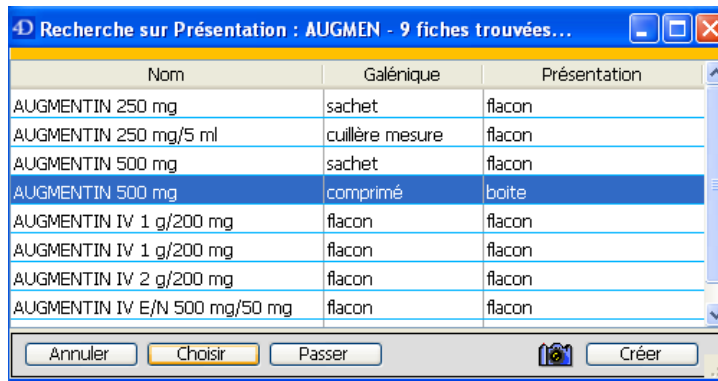 4D Recherche sur Présentation : AUGMEN - 9 fiches trouvées...
Nom Galénique Présentation
AUGMENTIN 250 mg sachet flacon
AUGMENTIN 250 mg/5 ml cuillère mesure flacon
AUGMENTIN 500 mg sachet flacon
AUGMENTIN 500 mg comprimé boite
AUGMENTIN IV 1 g/200 mg flacon flacon
AUGMENTIN IV 1 g/200 mg flacon flacon
AUGMENTIN IV 2 g/200 mg flacon flacon
AUGMENTIN IV E/N 500 mg/50 mg flacon flacon
Annuler Choisir Passer Créer